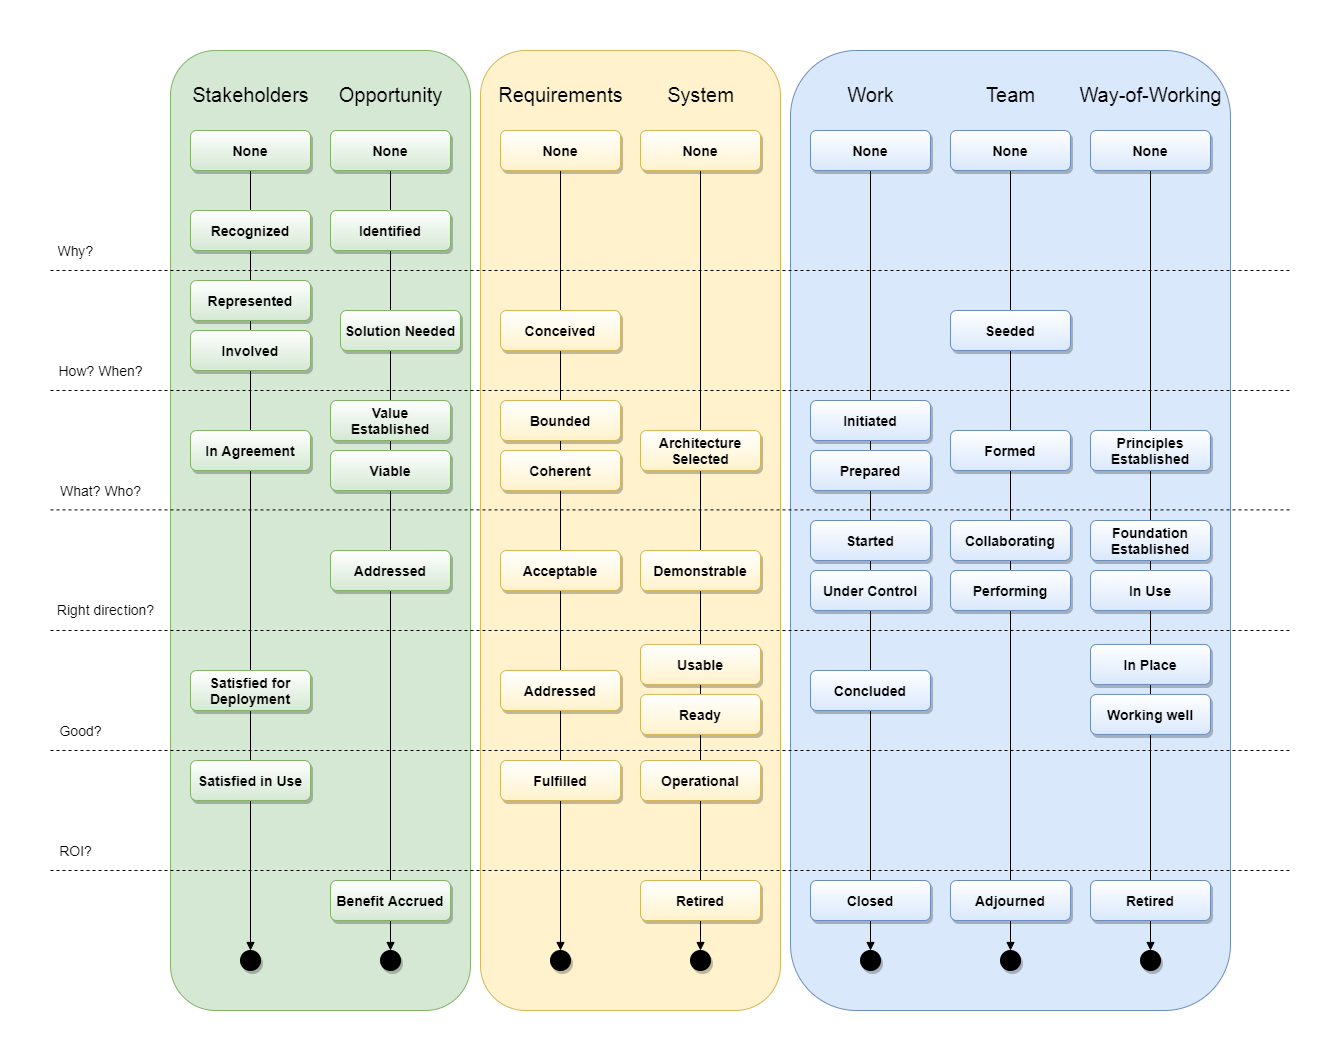 Stakeholders Opportunity Requirements System Work Team Way-of-Working
None None None None None None None
Recognized Identified
Why?
Represented
Solution Needed Conceived Seeded
Involved
How? When?
Value
Established Bounded Initiated
In Agreement Architecture
Selected Formed Principles
Established
Viable Coherent Prepared
What? Who?
Started Collaborating Foundation
Established
Addressed Acceptable Demonstrable
Under Control Performing In Use
Right direction?
Usable In Place
Satisfied for
Deployment Addressed Concluded
Ready Working well
Good?
Satisfied in Use Fulfilled Operational
ROI?
Benefit Accrued Retired Closed Adjourned Retired